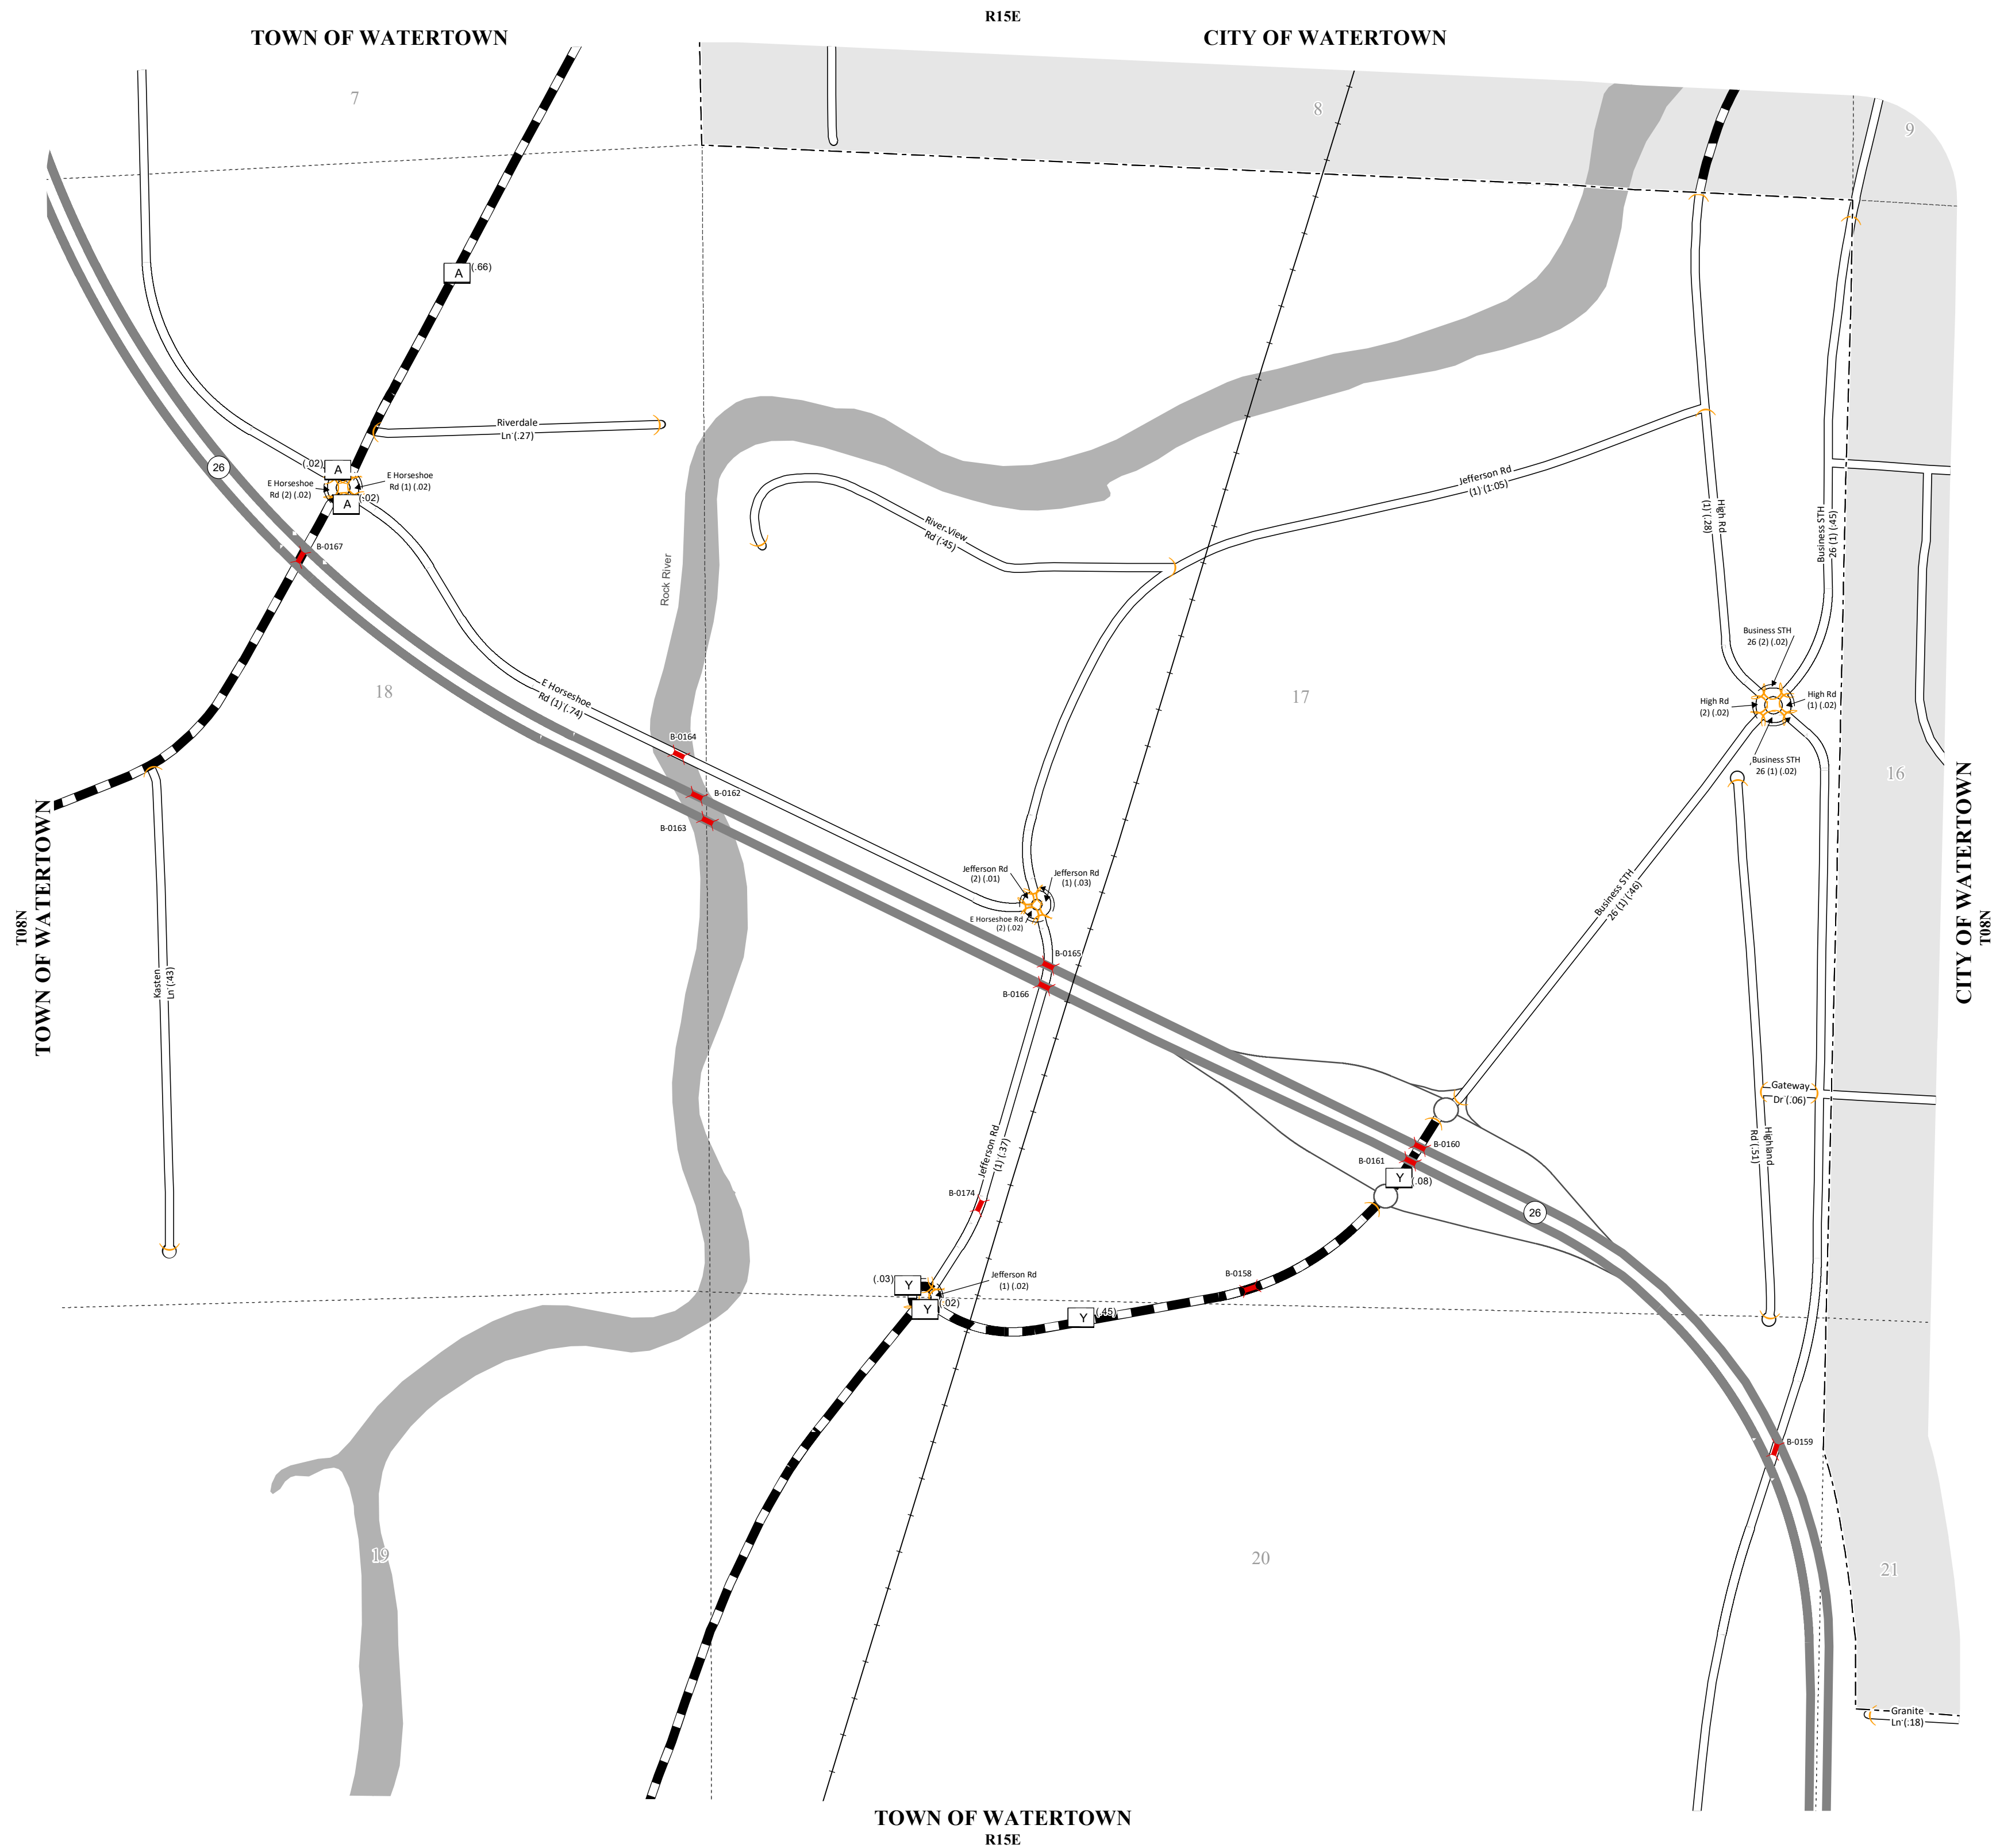 R15E
TOWN OF WATERTOWN
CITY OF WATERTOWN
7
8
9
A
(.66)
Riverdale
Ln (.27)
(.02)
A
E Horseshoe
Rd (2) (.02)
E Horseshoe
Rd (1) (.02)
(.02)
A
26
B-0167
River View
Rd (.45)
Jefferson Rd
(1) (1.05)
High Rd
(1) (.28)
Business STH
26 (1) (.45)
Rock River
18
17
16
E Horseshoe
Rd (1) (.74)
Business STH
26 (2) (.02)
High Rd
(2) (.02)
High Rd
(1) (.02)
Business STH
26 (1) (.02)
B-0164
B-0162
B-0163
T08N
TOWN OF WATERTOWN
CITY OF WATERTOWN
T08N
Kasten
Ln (.43)
Jefferson Rd
(2) (.01)
Jefferson Rd
(1) (.03)
E Horseshoe Rd
(2) (.02)
B-0165
B-0166
Business STH
26 (1) (.46)
Gateway
Dr (.06)
Highland
Rd (.51)
Jefferson Rd
(1) (.37)
B-0160
B-0161
Y
(.08)
B-0174
26
(.03)
Y
Jefferson Rd
(1) (.02)
Y
(.02)
B-0158
Y
(.45)
B-0159
19
20
21
Granite
Ln (.18)
TOWN OF WATERTOWN
R15E